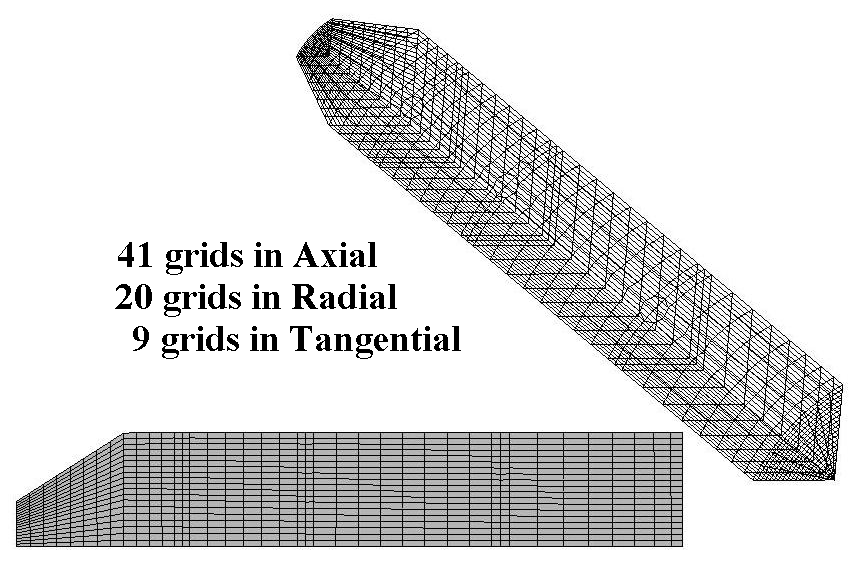 41 grids in Axial
20 grids in Radial
9 grids in Tangential